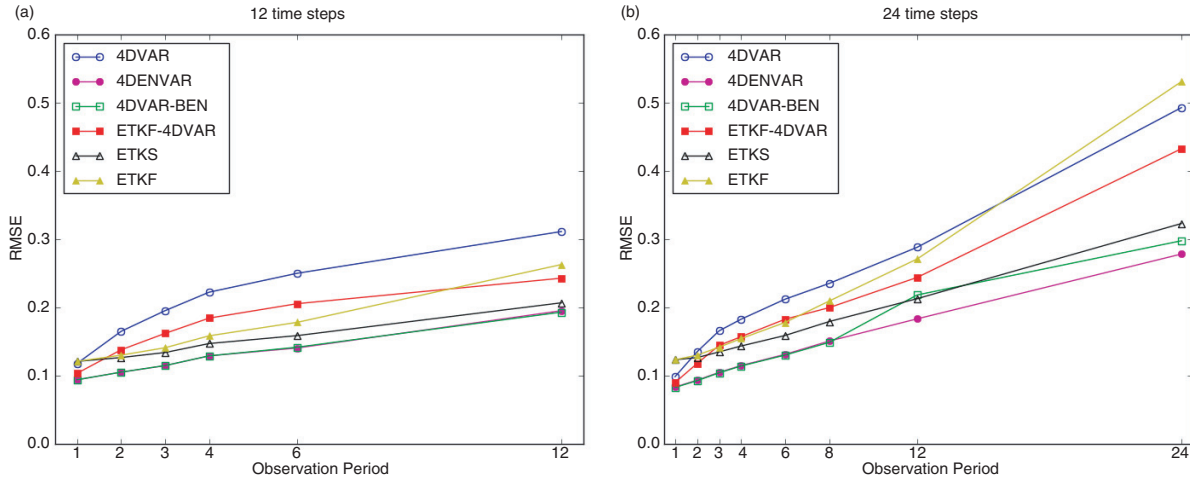 (a)
12 time steps
0.6
0.5
0.4
0.3
0.2
0.1
0.0
RMSE
4DVAR
4DENVAR
4DVAR-BEN
ETKF-4DVAR
ETKS
ETKF
1 2 3 4 6 12
Observation Period
(b)
24 time steps
0.6
0.5
0.4
0.3
0.2
0.1
0.0
RMSE
4DVAR
4DENVAR
4DVAR-BEN
ETKF-4DVAR
ETKS
ETKF
1 2 3 4 6 8 12 24
Observation Period